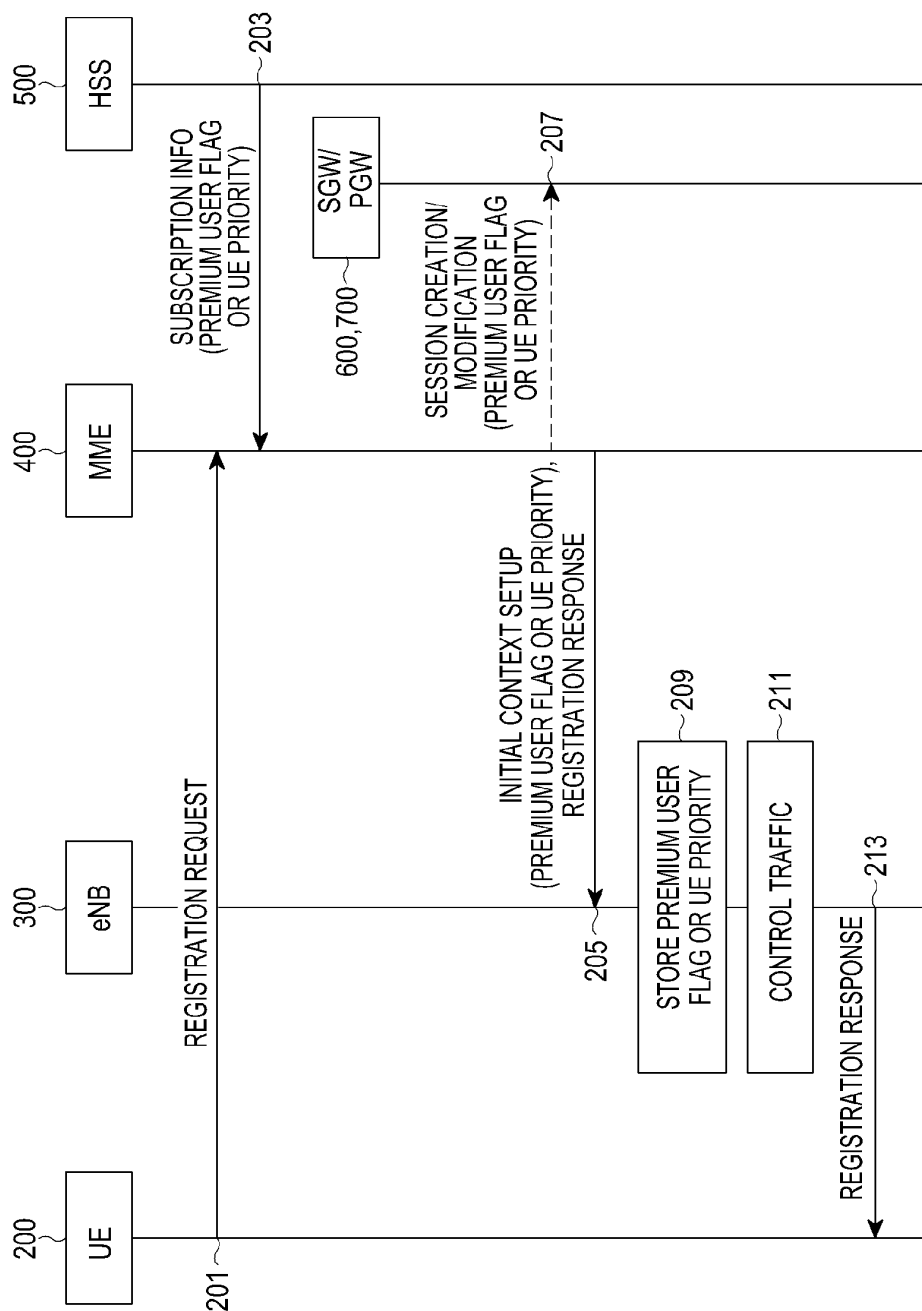 200
UE
300
eNB
400
MME
500
HSS
201
REGISTRATION REQUEST
SUBSCRIPTION INFO
(PREMIUM USER FLAG
OR UE PRIORITY)
203
600,700
SGW/
PGW
SESSION CREATION/
MODIFICATION
(PREMIUM USER FLAG
OR UE PRIORITY)
207
INITIAL CONTEXT SETUP
(PREMIUM USER FLAG OR UE PRIORITY),
REGISTRATION RESPONSE
205
STORE PREMIUM USER
FLAG OR UE PRIORITY
209
CONTROL TRAFFIC
211
REGISTRATION RESPONSE
213